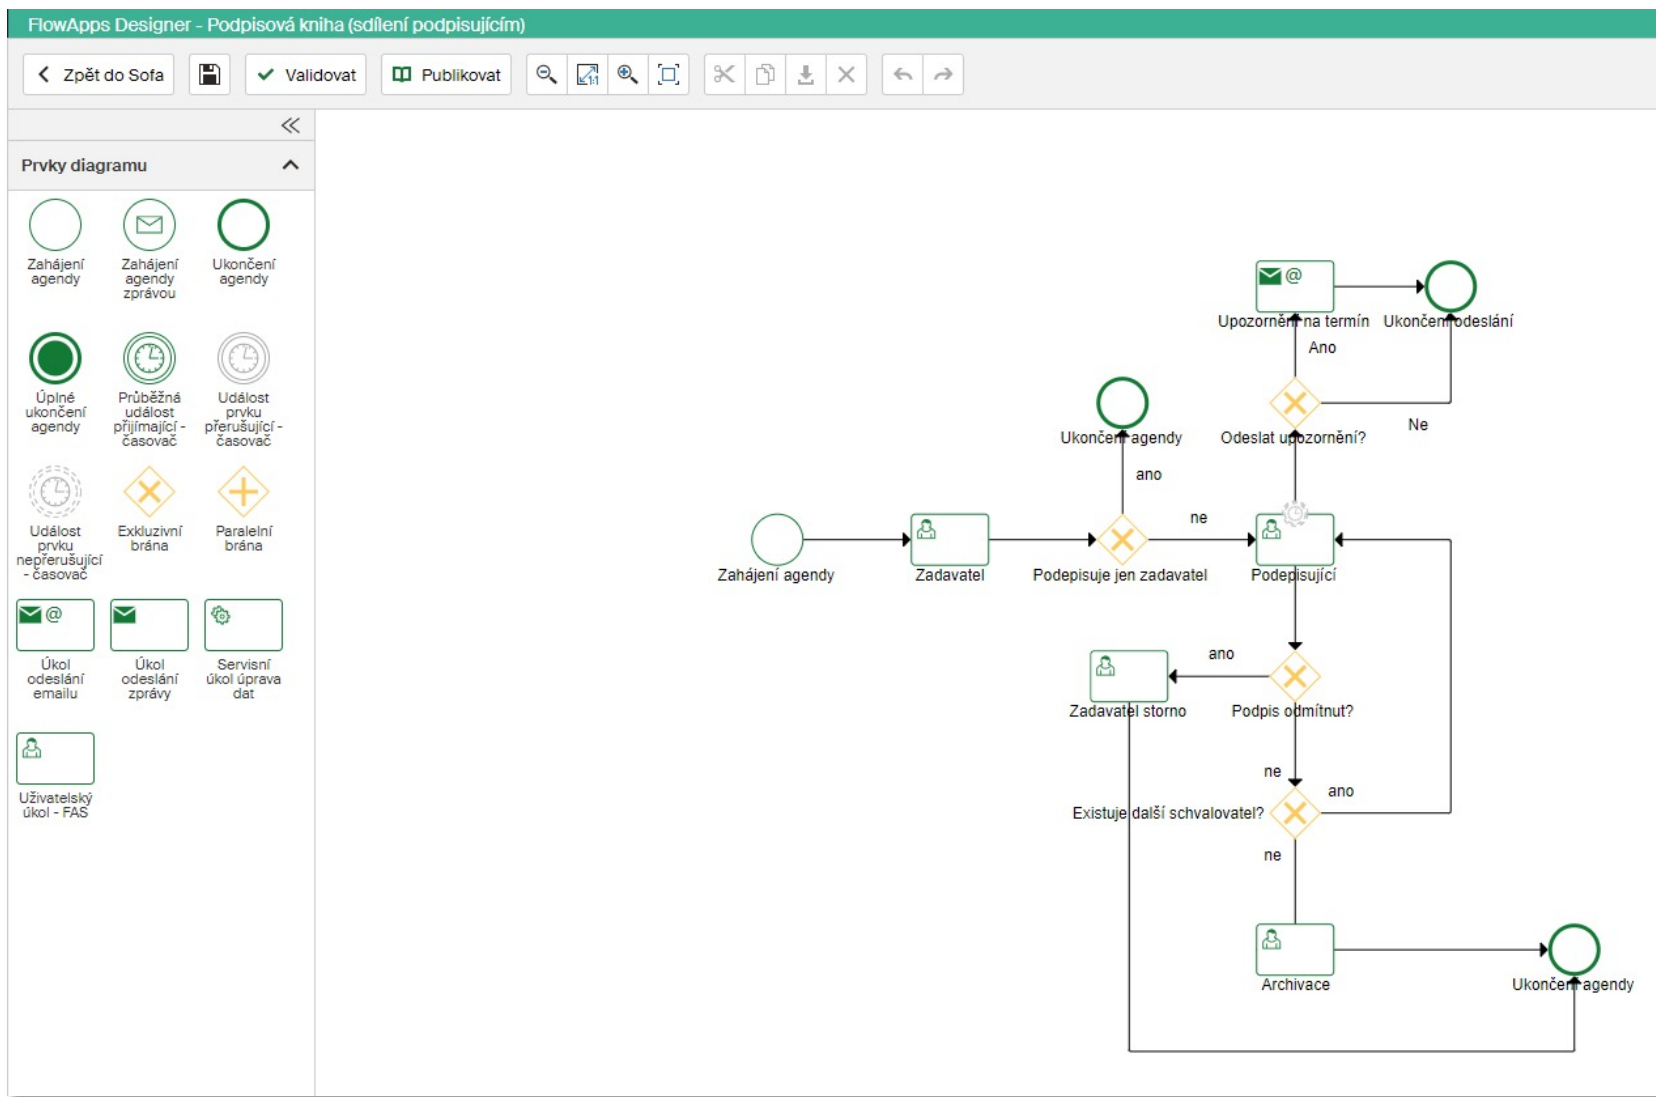 FlowApps Designer - Podpisová kniha (sdílení podpisujícím)
Zpět do Sofa
Validovat
Publikovat
1:1
Prvky diagramu
Zahájení
agendy
Zahájení
agendy
zprávou
Ukončení
agendy
Úplné
ukončení
agendy
Průběžná
událost
přijímající -
časovač
Událost
prvku
přerušující -
časovač
Událost
prvku
nepřerušující
- časovač
Exkluzivní
brána
Paralelní
brána
@
Úkol
odeslání
emailu
Úkol
odeslání
zprávy
Servisní
úkol úprava
dat
Uživatelský
úkol - FAS
@
Upozornění na termín
Ukončení odeslání
Ano
Odeslat upozornění?
Ne
Ukončení agendy
ano
Zahájení agendy
Zadavatel
Podepisuje jen zadavatel
ne
Podepisující
ano
Zadavatel storno
Podpis odmítnut?
ne
ano
Existuje další schvalovatel?
ne
Archivace
Ukončení agendy